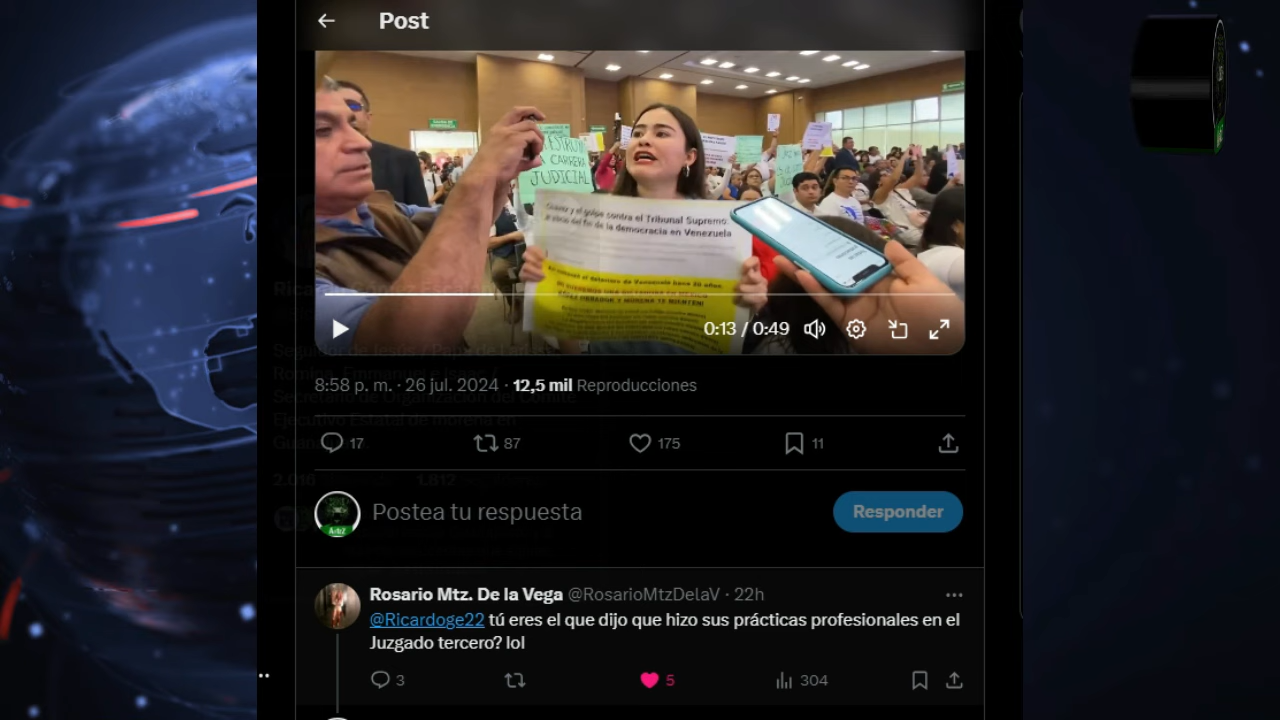 Post
CARRERA
JUDICIAL
Chávez y el golpe contra el Tribunal Supremo:
el inicio del fin de la democracia en Venezuela
0:13 / 0:49
8:58 p. m. · 26 jul. 2024 · 12,5 mil Reproducciones
17
87
175
11
Postea tu respuesta
Responder
Rosario Mtz. De la Vega @RosarioMtzDelaV · 22h
@Ricardoge22 tú eres el que dijo que hizo sus prácticas profesionales en el
Juzgado tercero? lol
3
5
304